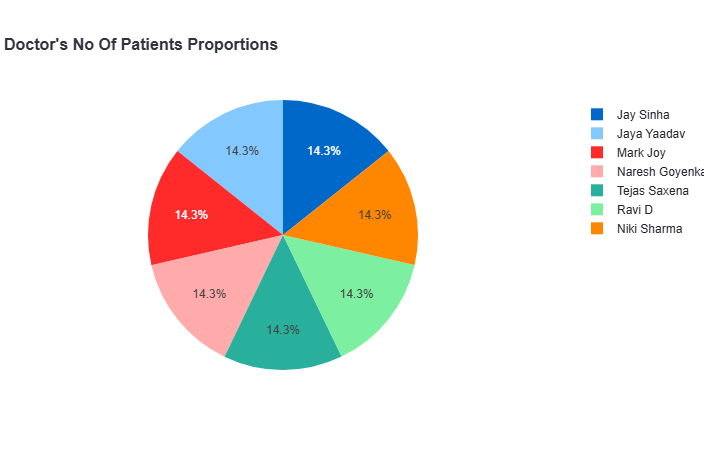 Doctor's No Of Patients Proportions
14.3%
14.3%
14.3%
14.3%
14.3%
14.3%
14.3%
Jay Sinha
Jaya Yaadav
Mark Joy
Naresh Goyenka
Tejas Saxena
Ravi D
Niki Sharma